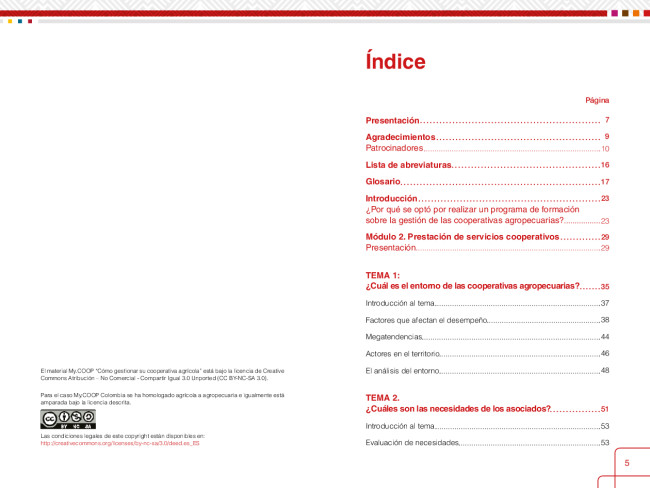 El material My.COOP "Cómo gestionar su cooperativa agrícola" está bajo la licencia de Creative
Commons Atribución - No Comercial - Compartir Igual 3.0 Unported (CC BY-NC-SA 3.0).
Para el caso My.COOP Colombia se ha homologado agrícola a agropecuaria e igualmente está
amparada bajo la licencia descrita.
BY NC SA
Las condiciones legales de este copyright están disponibles en:
http://creativecommons.org/licenses/by-nc-sa/3.0/deed.es_ES
Índice
Página
Presentación 7
Agradecimientos 9
Patrocinadores 10
Lista de abreviaturas 16
Glosario 17
Introducción 23
¿Por qué se optó por realizar un programa de formación
sobre la gestión de las cooperativas agropecuarias? 23
Módulo 2. Prestación de servicios cooperativos 29
Presentación 29
TEMA 1:
¿Cuál es el entorno de las cooperativas agropecuarias? 35
Introducción al tema 37
Factores que afectan el desempeño 38
Megatendencias 44
Actores en el territorio 46
El análisis del entorno 48
TEMA 2.
¿Cuáles son las necesidades de los asociados? 51
Introducción al tema 53
Evaluación de necesidades 53
5